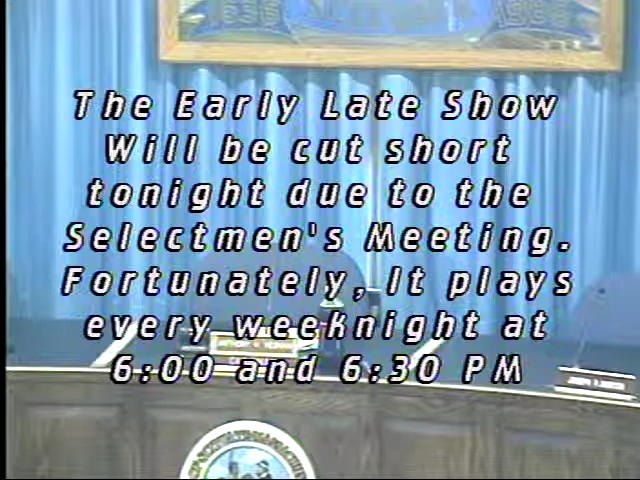 The Early Late Show
Will be cut short
tonight due to the
Selectmen's Meeting.
Fortunately, It plays
every weeknight at
6:00 and 6:30 PM